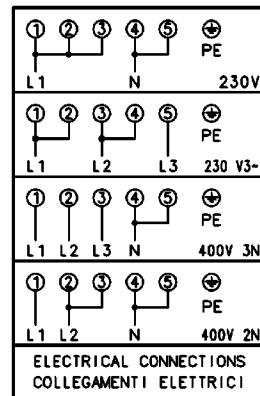 1 2 3 4 5
PE
L1 N 230V
1 2 3 4 5
L1 L2 L3 230 V3~
1 2 3 4 5
PE
L1 L2 L3 N 400V 3N
1 2 3 4 5
PE
L1 L2 N 400V 2N
ELECTRICAL CONNECTIONS
COLLEGAMENTI ELETTRICI